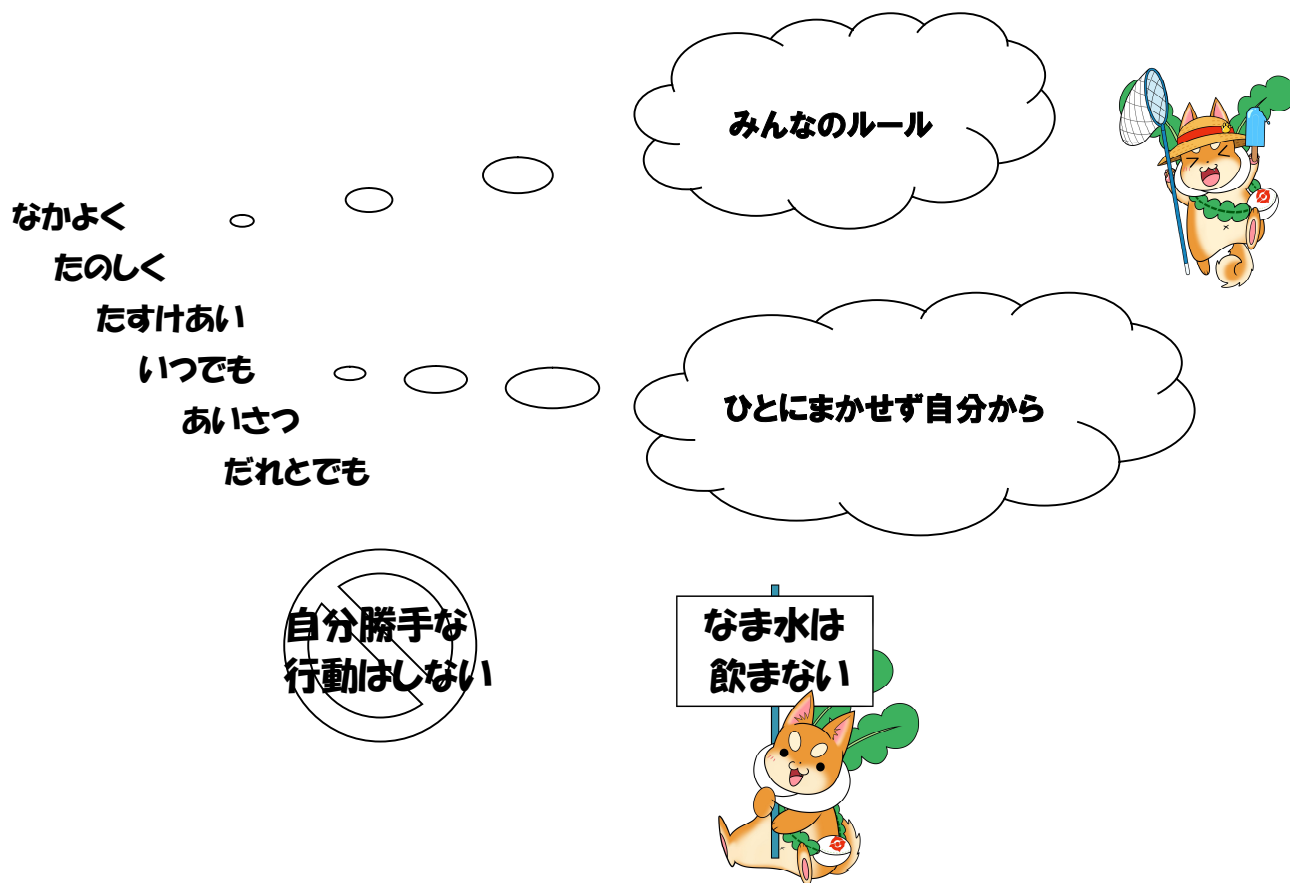 みんなのルール
なかよく
たのしく
たすけあい
いつでも
あいさつ
だれとでも
ひとにまかせず自分から
自分勝手な
行動はしない
なま水は
飲まない